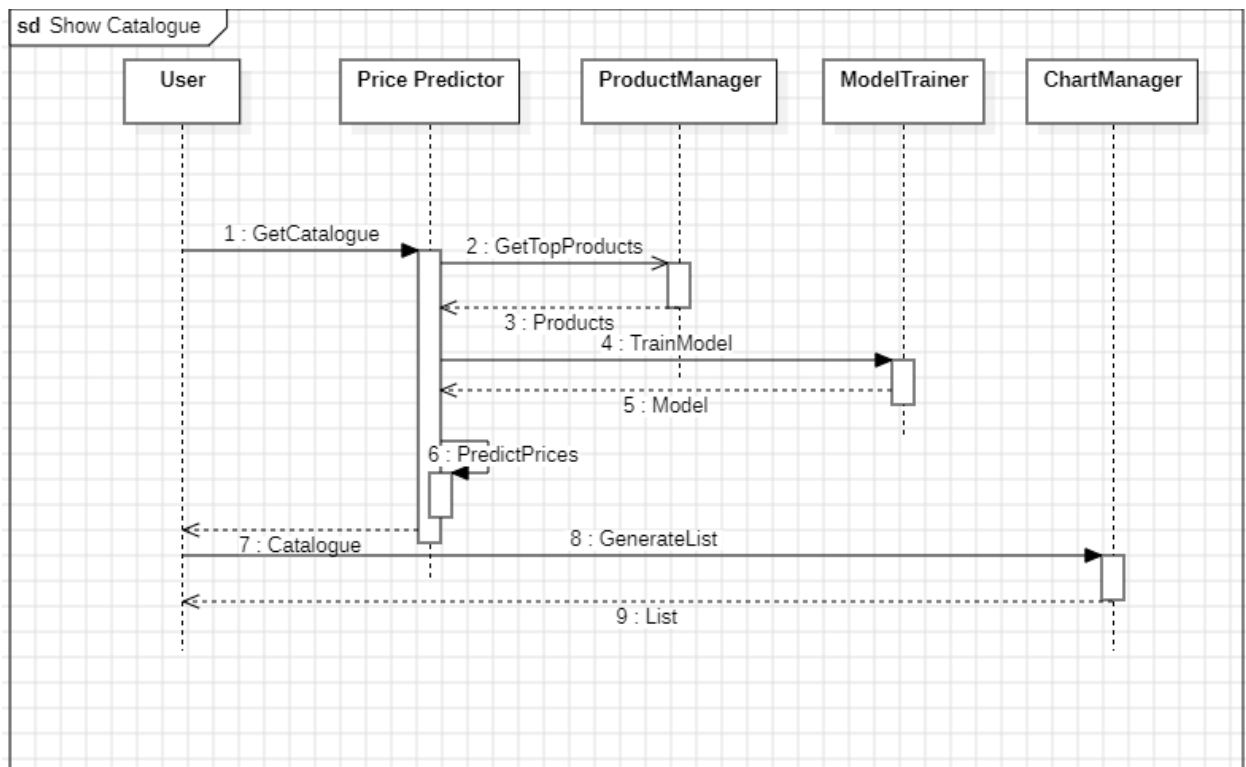 sd Show Catalogue
User
Price Predictor
ProductManager
ModelTrainer
ChartManager
1 : GetCatalogue
2 : GetTopProducts
3 : Products
4 : TrainModel
5 : Model
6 : PredictPrices
7 : Catalogue
8 : GenerateList
9 : List